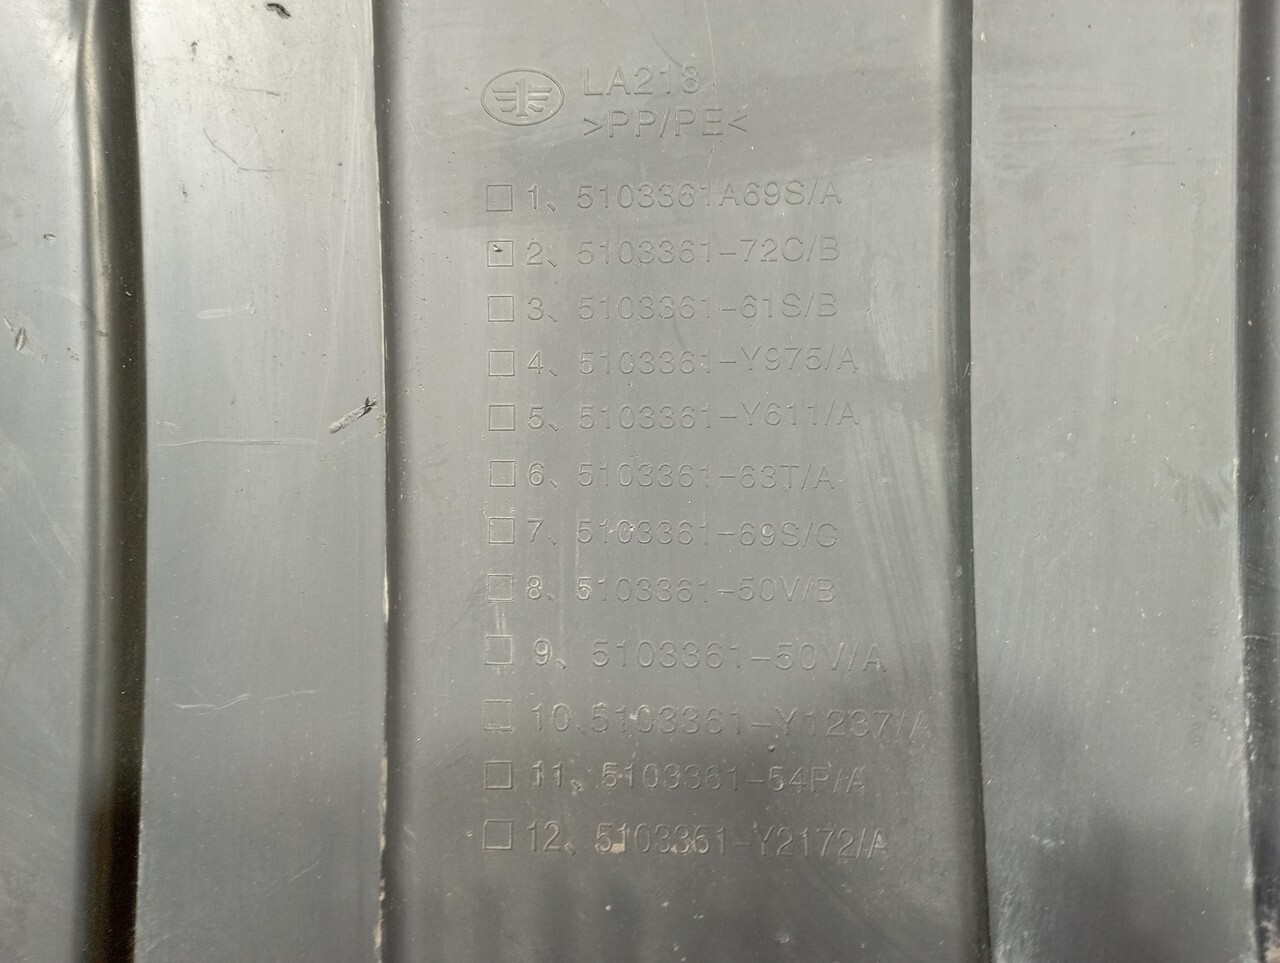 LA218
>PP/PE<
1、5103361A69S/A
2、5103361-72C/B
3、5103361-61S/B
4、5103361-Y975/A
5、5103361-Y611/A
6、5103361-63T/A
7、5103361-69S/C
8、5103361-50V/B
9、5103361-50V/A
10、5103361-Y1237/A
11、5103361-54P/A
12、5103361-Y2172/A